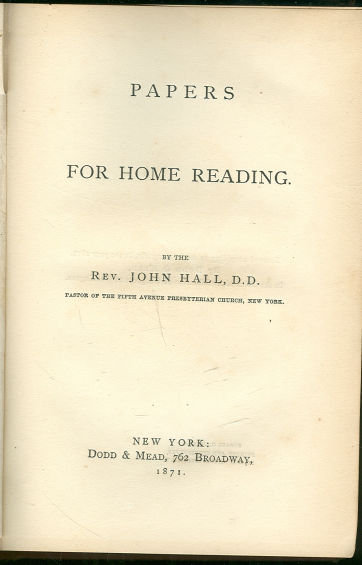 PAPERS
FOR HOME READING.
BY THE
REV. JOHN HALL, D.D.
PASTOR OF THE FIFTH AVENUE PRESBYTERIAN CHURCH, NEW YORK.
NEW YORK:
DODD & MEAD, 762 BROADWAY,
1871.